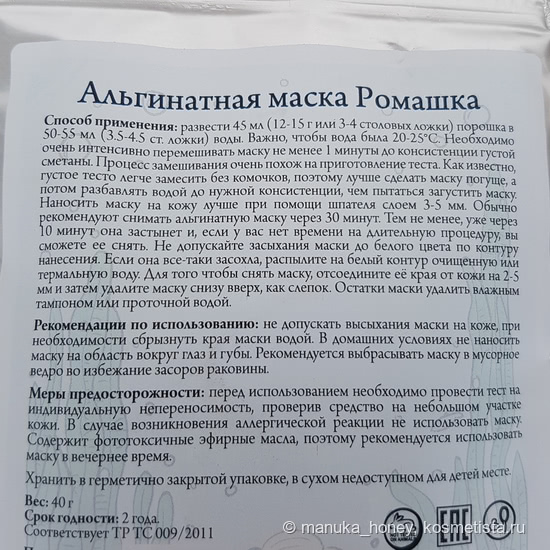 Альгинатная маска Ромашка
Способ применения: развести 45 мл (12-15 г или 3-4 столовых ложки) порошка в
50-55 мл (3.5-4.5 ст. ложки) воды. Важно, чтобы вода была 20-25°С. Необходимо
очень интенсивно перемешивать маску не менее 1 минуты до консистенции густой
сметаны. Процесс замешивания очень похож на приготовление теста. Как известно,
густое тесто легче замесить без комочков, поэтому лучше сделать маску погуще, а
потом разбавлять водой до нужной консистенции, чем пытаться загустить маску.
Наносить маску на кожу лучше при помощи шпателя слоем 3-5 мм. Обычно
рекомендуют снимать альгинатную маску через 30 минут. Тем не менее, уже через
10 минут она застынет и, если у вас нет времени на длительную процедуру, вы
сможете ее снять. Не допускайте засыхания маски до белого цвета по контуру
нанесения. Если она все-таки засохла, распылите на белый контур очищенную или
термальную воду. Для того чтобы снять маску, отсоедините её края от кожи на 2-5
мм и затем удалите маску снизу вверх, как слепок. Остатки маски удалить влажным
тампоном или проточной водой.
Рекомендации по использованию: не допускать высыхания маски на коже, при
необходимости сбрызнуть края маски водой. В домашних условиях не наносить
маску на область вокруг глаз и губы. Рекомендуется выбрасывать маску в мусорное
ведро во избежание засоров раковины.
Меры предосторожности: перед использованием необходимо провести тест на
индивидуальную непереносимость, проверив средство на небольшом участке
кожи. В случае возникновения аллергической реакции не использовать маску.
Содержит фототоксичные эфирные масла, поэтому рекомендуется использовать
маску в вечернее время.
Хранить в герметично закрытой упаковке, в сухом недоступном для детей месте.
Вес: 40 г
Срок годности: 2 года.
Соответствует ТР ТС 009/2011
EAC
© manuka_honey, kosmetista.ru